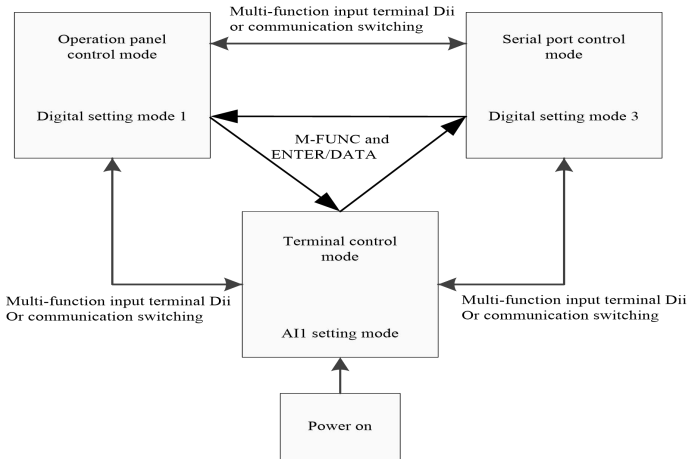 Multi-function input terminal Dii
or communication switching
Operation panel
control mode
Serial port control
mode
Digital setting mode 1
Digital setting mode 3
M-FUNC and
ENTER/DATA
Terminal control
mode
Multi-function input terminal Dii
Or communication switching
Multi-function input terminal Dii
Or communication switching
AI1 setting mode
Power on